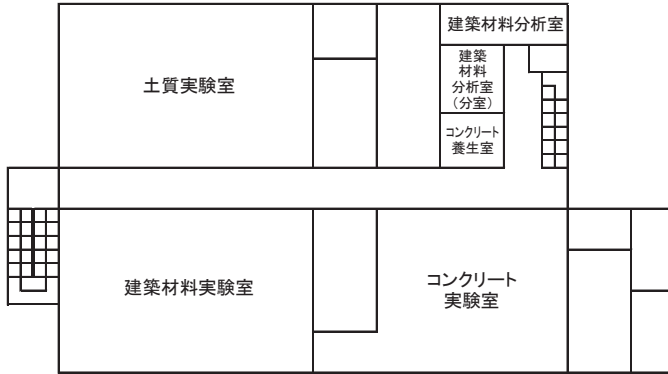 建築材料分析室
建築
材料
分析室
（分室）
土質実験室
コンクリート
養生室
建築材料実験室
コンクリート
実験室